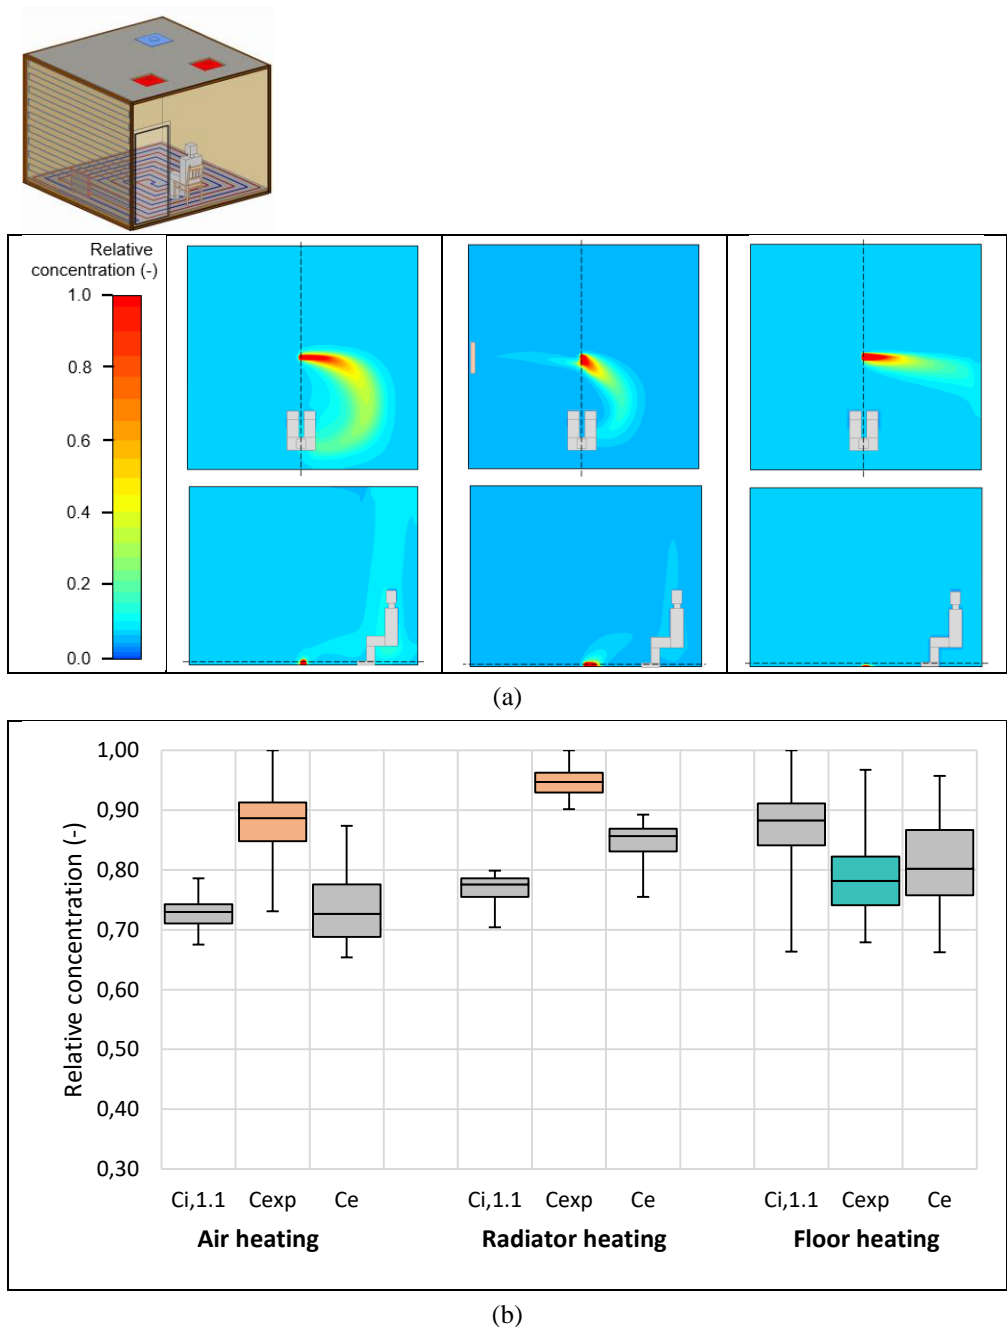 Relative
concentration (-)
1.0
0.8
0.6
0.4
0.2
0.0
(a)
Relative concentration (-)
1,00
0,90
0,80
0,70
0,60
0,50
0,40
0,30
Ci,1.1 Cexp Ce Ci,1.1 Cexp Ce Ci,1.1 Cexp Ce
Air heating Radiator heating Floor heating
(b)